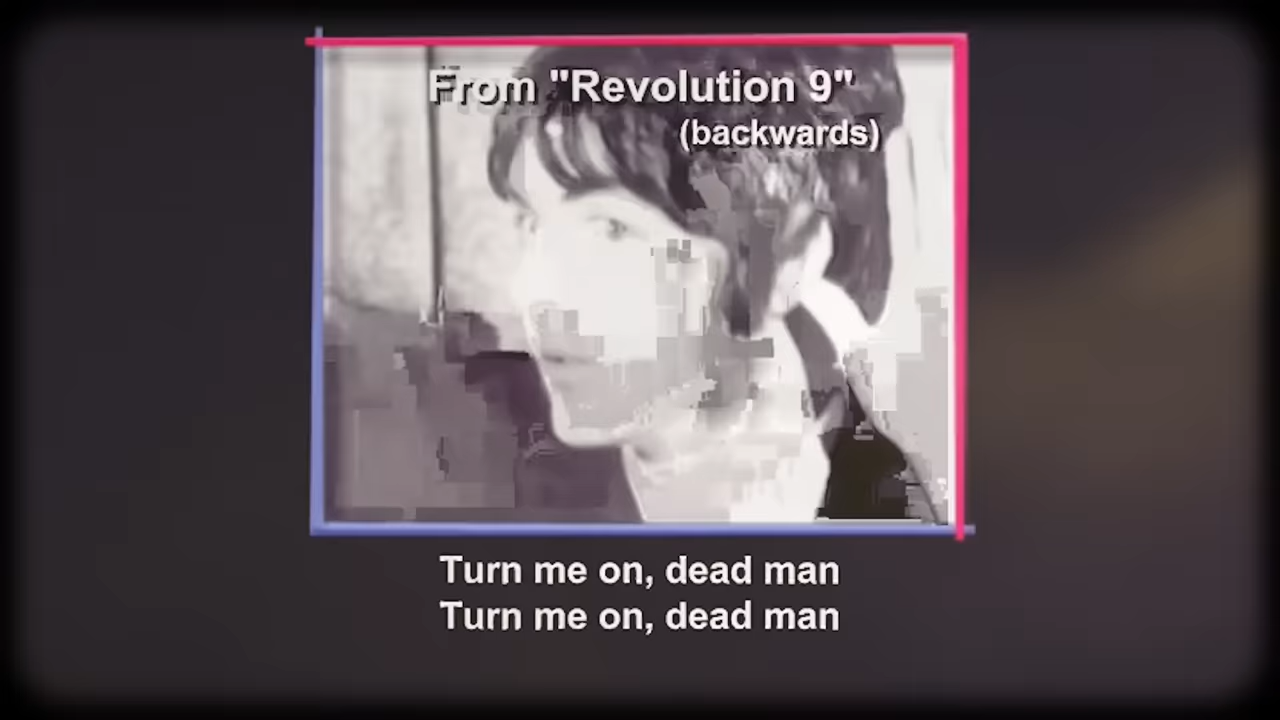 From "Revolution 9"
(backwards)
Turn me on, dead man
Turn me on, dead man